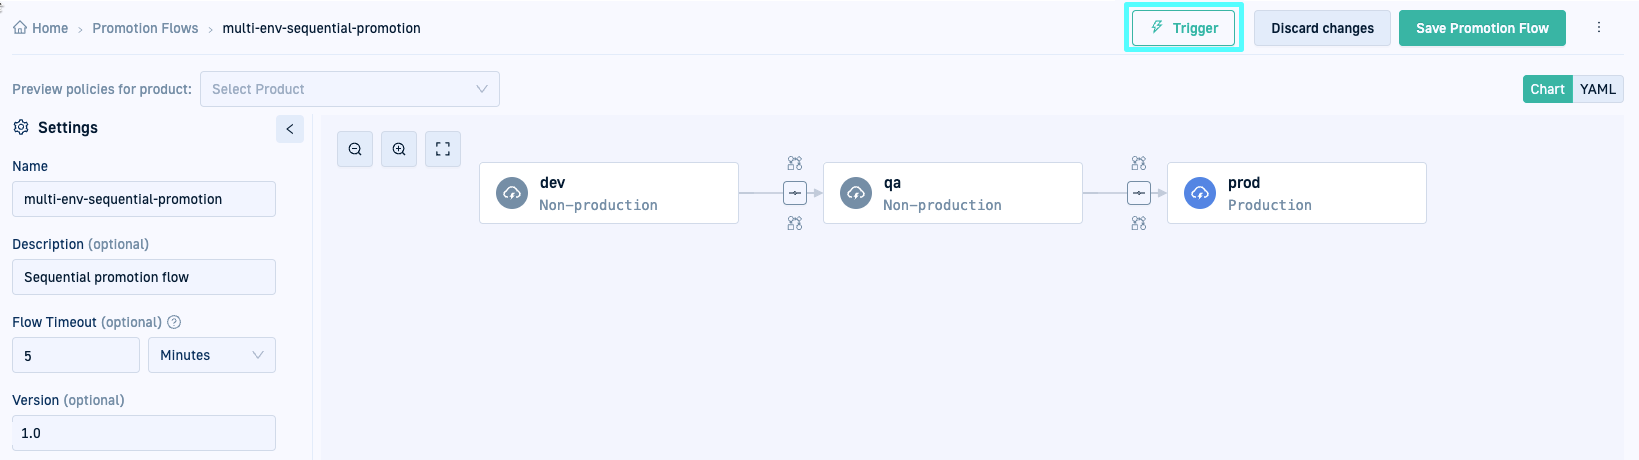 Home > Promotion Flows > multi-env-sequential-promotion
Trigger
Discard changes
Save Promotion Flow
Preview policies for product: Select Product
Chart YAML
Settings
Name
multi-env-sequential-promotion
Description (optional)
Sequential promotion flow
Flow Timeout (optional) ?
5 Minutes
Version (optional)
1.0
dev
Non-production
qa
Non-production
prod
Production